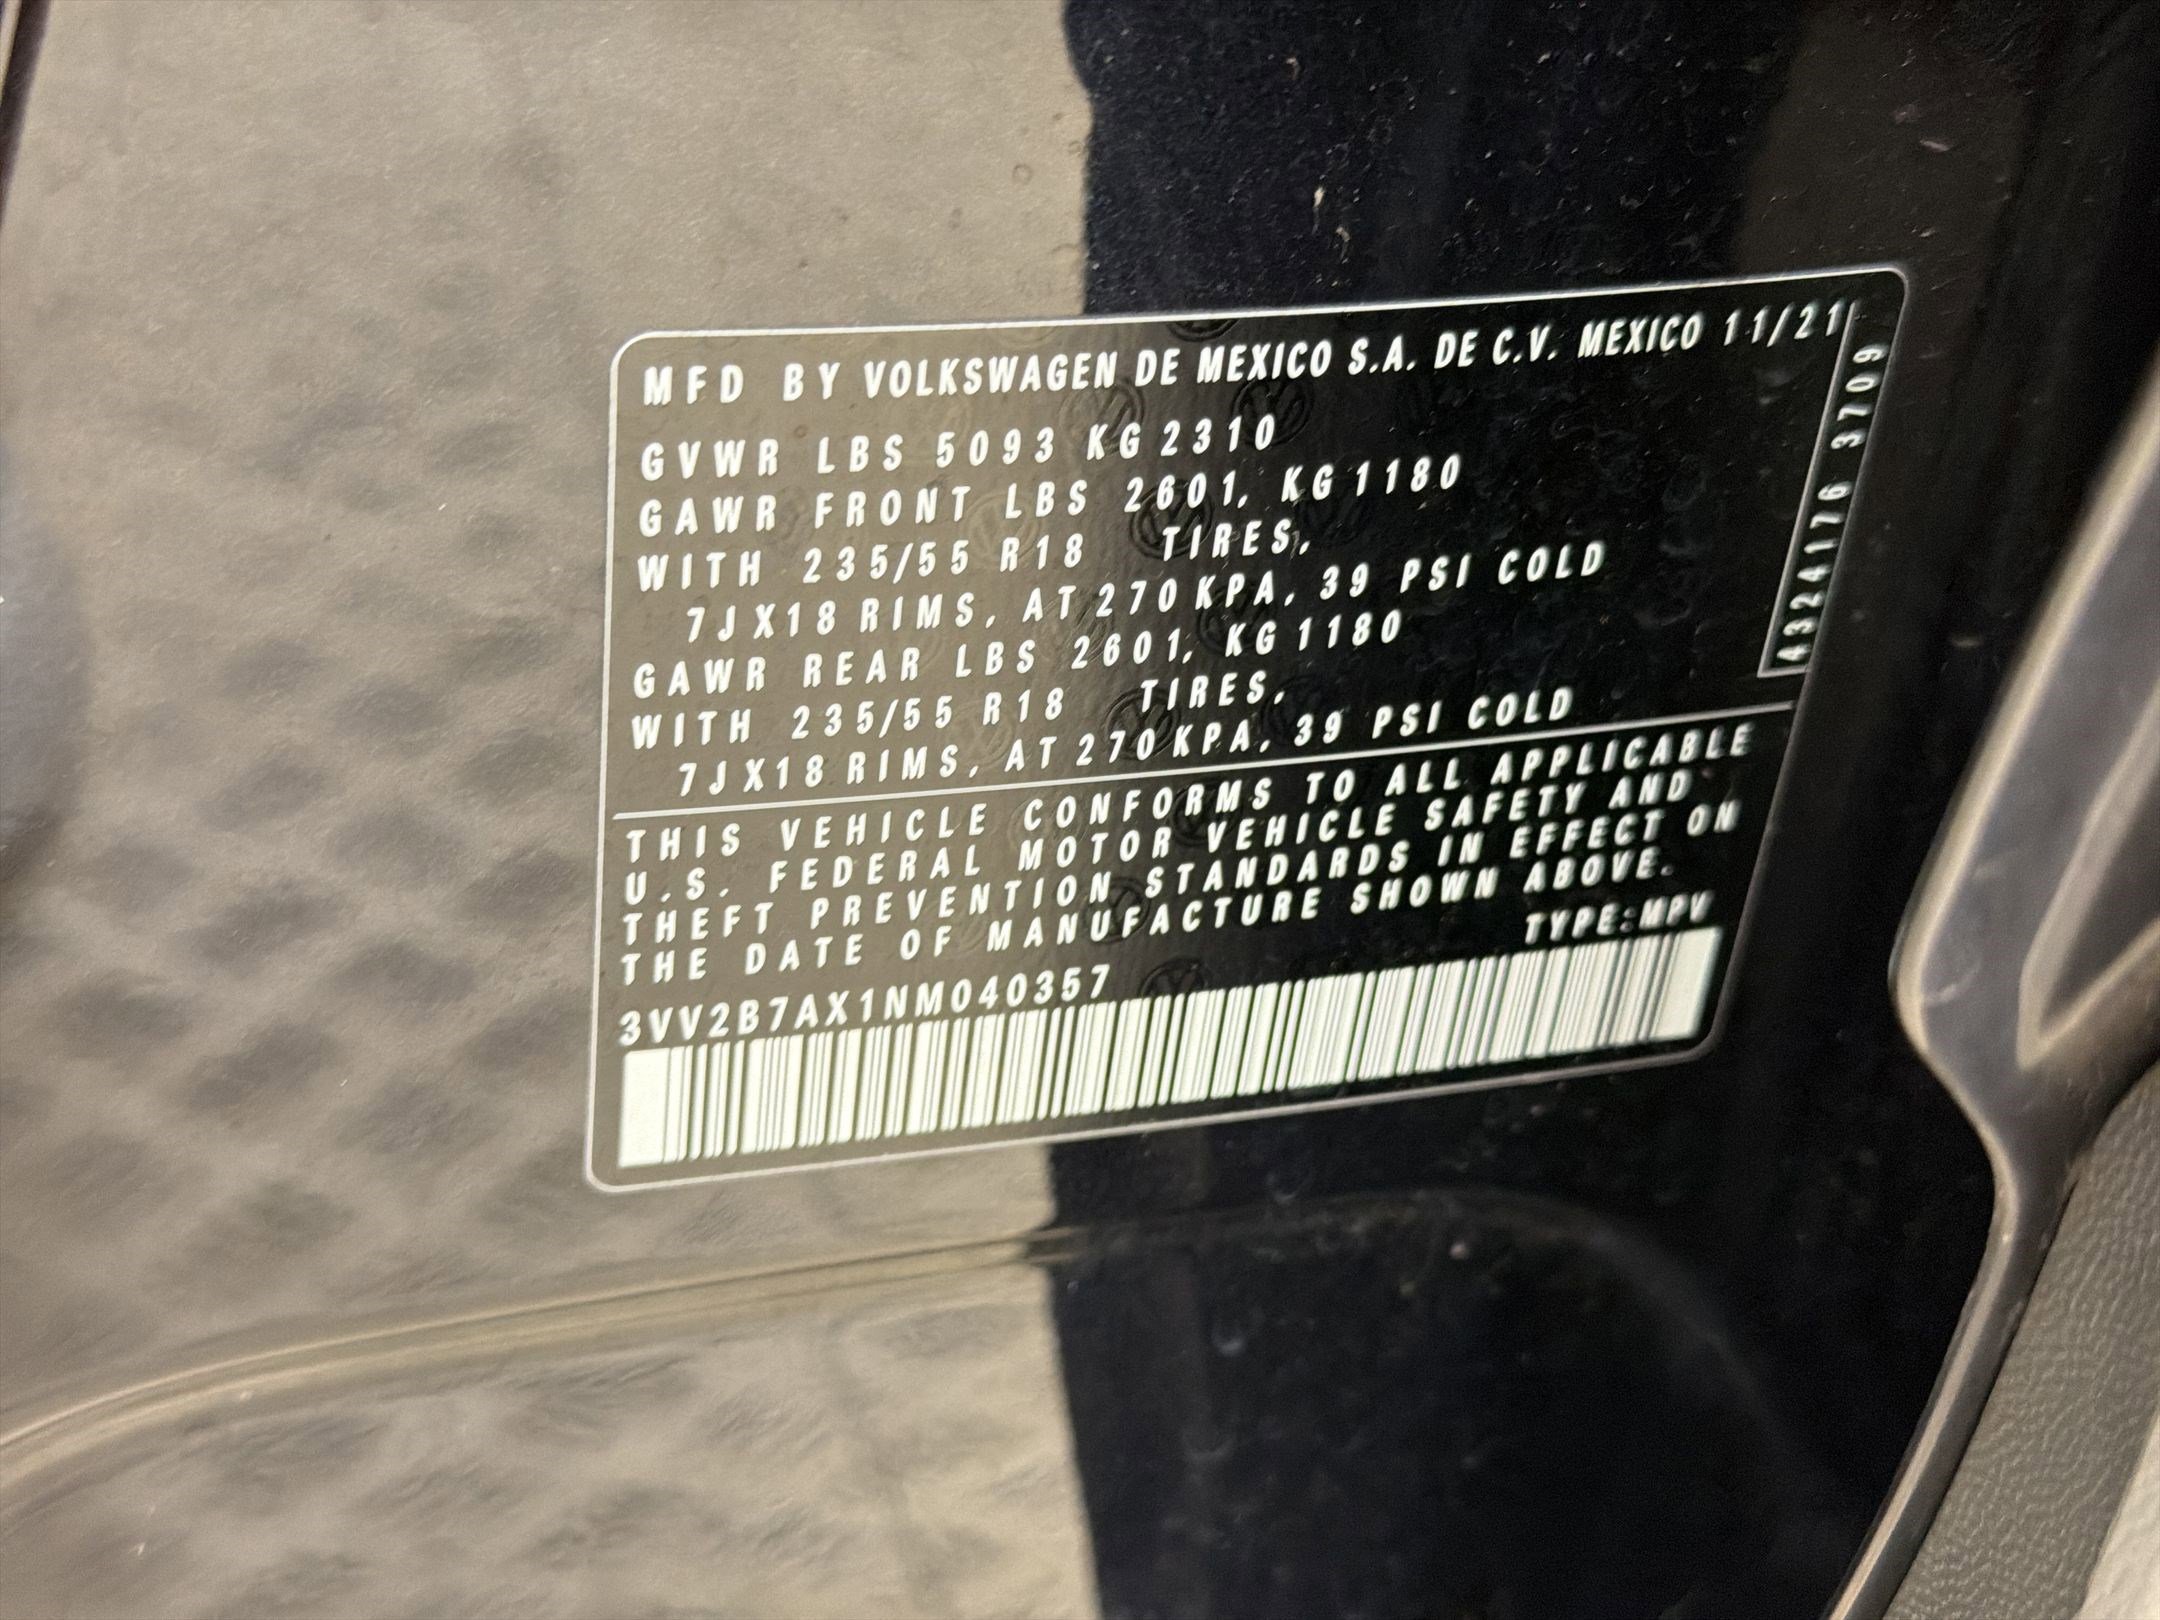 MFD BY VOLKSWAGEN DE MEXICO S.A. DE C.V. MEXICO 11/21
GVWR LBS 5093 KG 2310
GAWR FRONT LBS 2601, KG 1180
WITH 235/55 R18 TIRES,
7JX18 RIMS, AT 270 KPA, 39 PSI COLD
GAWR REAR LBS 2601, KG 1180
WITH 235/55 R18 TIRES,
7JX18 RIMS, AT 270 KPA, 39 PSI COLD
4324176 3709
THIS VEHICLE CONFORMS TO ALL APPLICABLE
U.S. FEDERAL MOTOR VEHICLE SAFETY AND
THEFT PREVENTION STANDARDS IN EFFECT ON
THE DATE OF MANUFACTURE SHOWN ABOVE.
TYPE:MPV
3VV2B7AX1NM040357